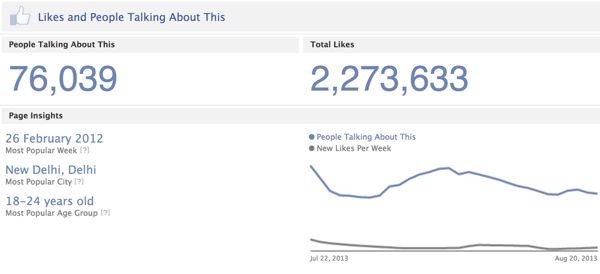 Likes and People Talking About This
People Talking About This
Total Likes
76,039
2,273,633
Page Insights
26 February 2012
Most Popular Week [?]
New Delhi, Delhi
Most Popular City [?]
18-24 years old
Most Popular Age Group [?]
People Talking About This
New Likes Per Week
Jul 22, 2013
Aug 20, 2013